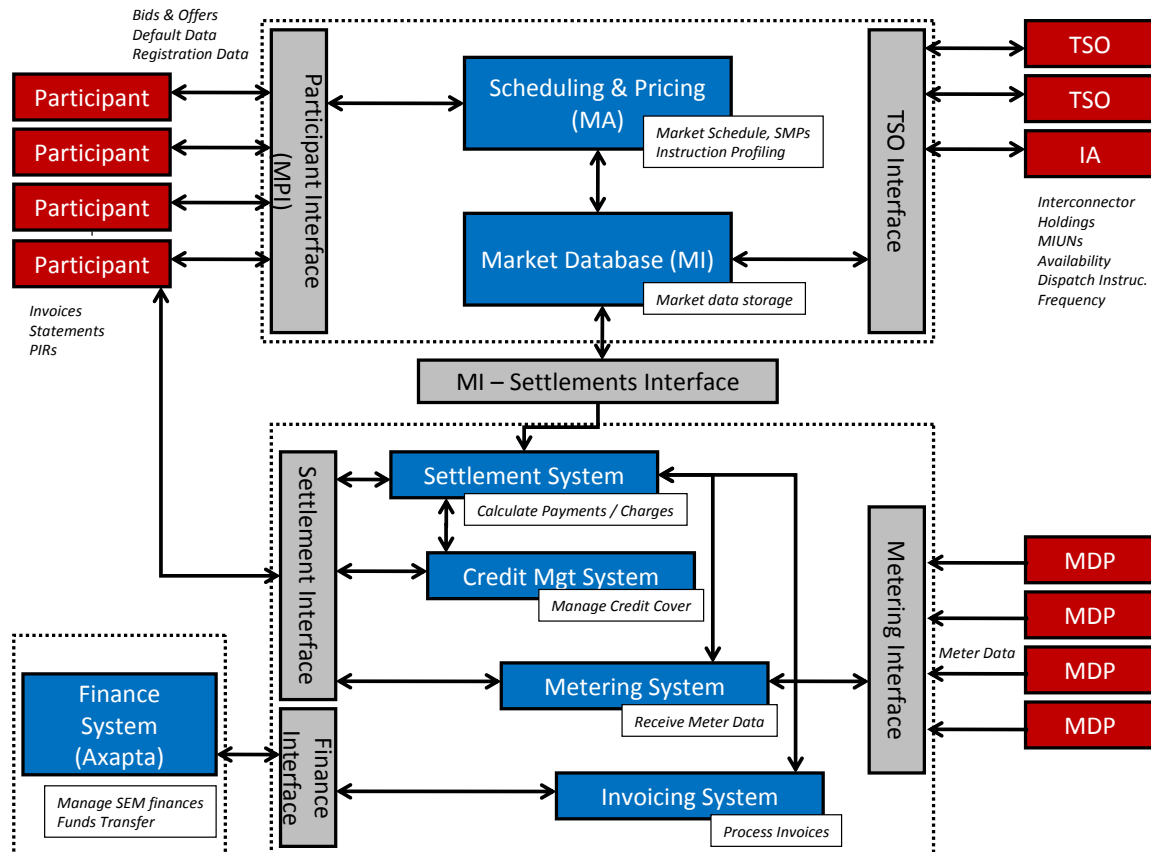 Bids & Offers
Default Data
Registration Data
Participant
Participant
Participant
Participant
Invoices
Statements
PIRs
Participant Interface
(MPI)
Scheduling & Pricing
(MA)
Market Schedule, SMPs
Instruction Profiling
Market Database (MI)
Market data storage
TSO Interface
TSO
TSO
IA
Interconnector
Holdings
MIUNs
Availability
Dispatch Instruc.
Frequency
MI – Settlements Interface
Settlement Interface
Settlement System
Calculate Payments / Charges
Credit Mgt System
Manage Credit Cover
Metering System
Receive Meter Data
Invoicing System
Process Invoices
Metering Interface
MDP
MDP
Meter Data
MDP
MDP
Finance
System
(Axapta)
Manage SEM finances
Funds Transfer
Finance
Interface